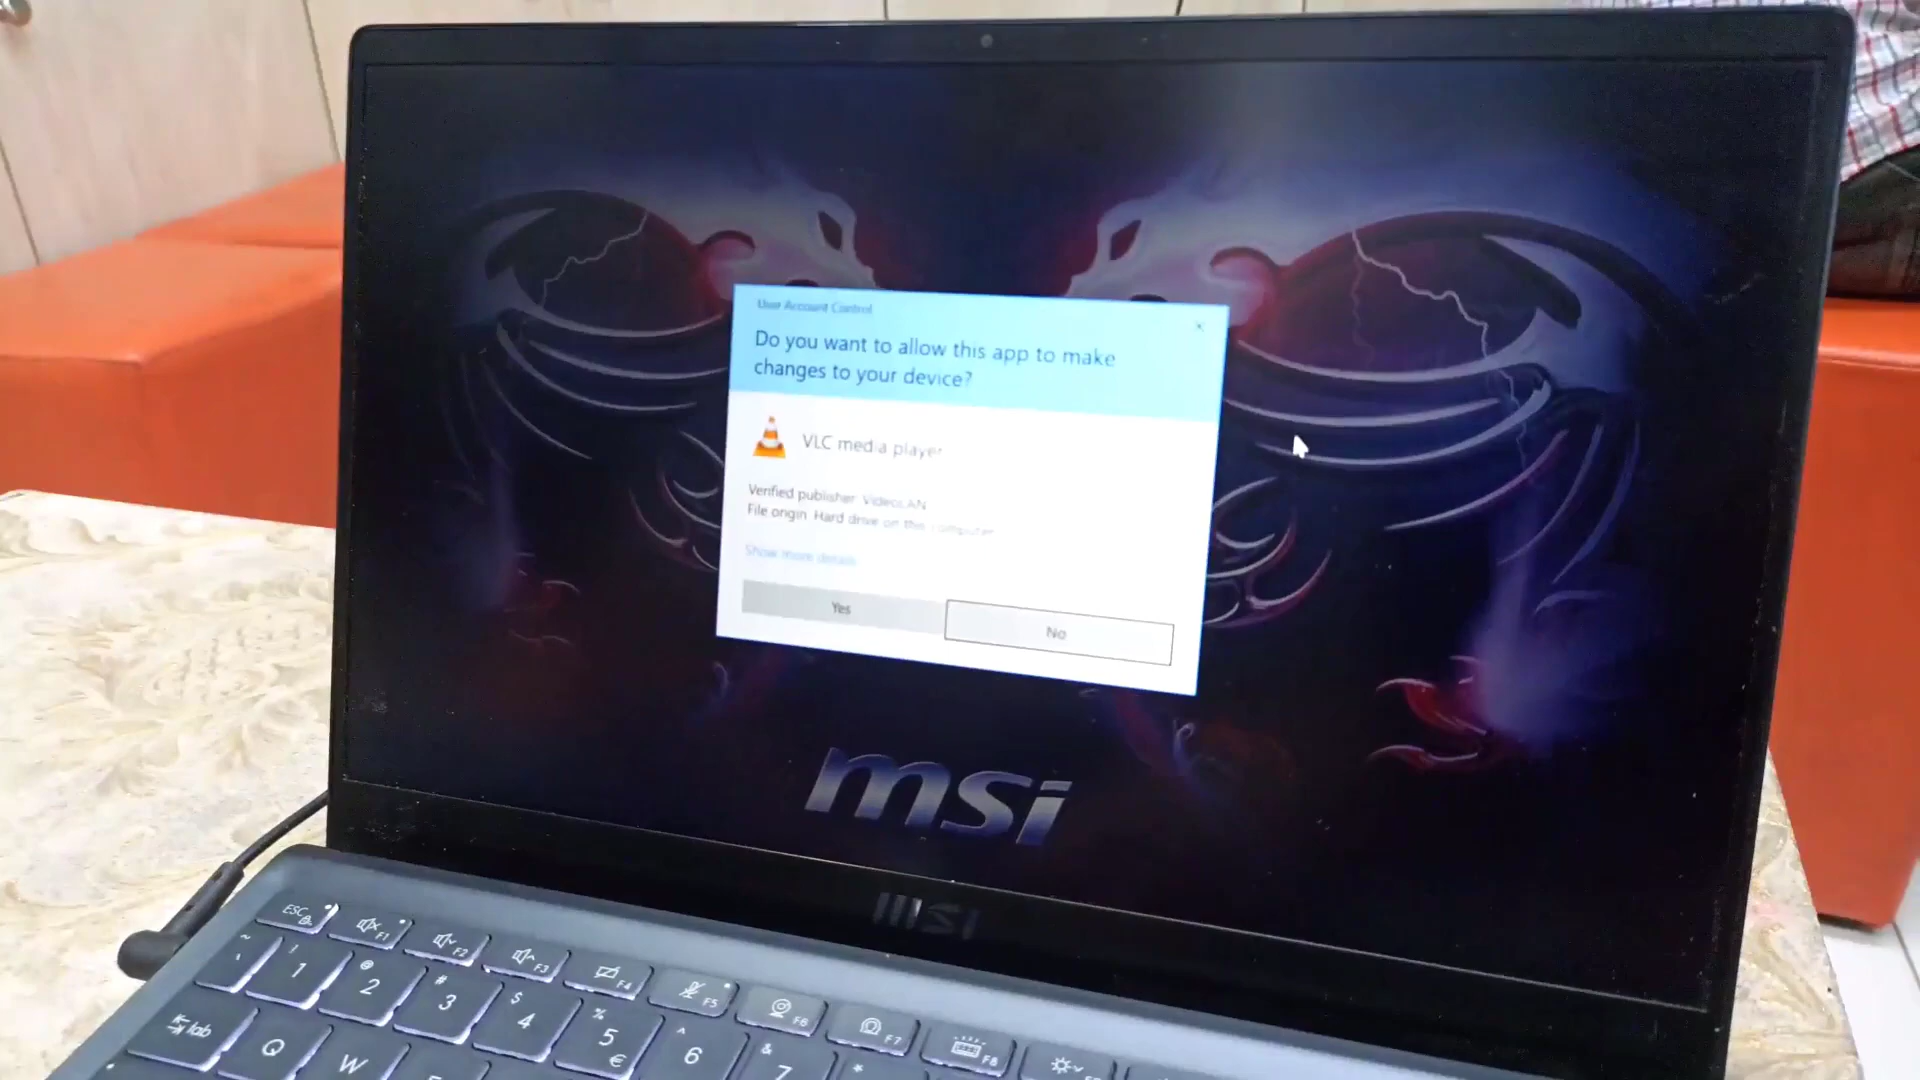 User Account Control
Do you want to allow this app to make
changes to your device?
VLC media player
Verified publisher: VideoLAN
File origin: Hard drive on this computer
Show more details
Yes
No
msi
msi
ESC F1 F2 F3 F4 F5 F6 F7 F8
~ ! @ # $ % ^ & *
` 1 2 3 4 5 € 6 7
tab Q W